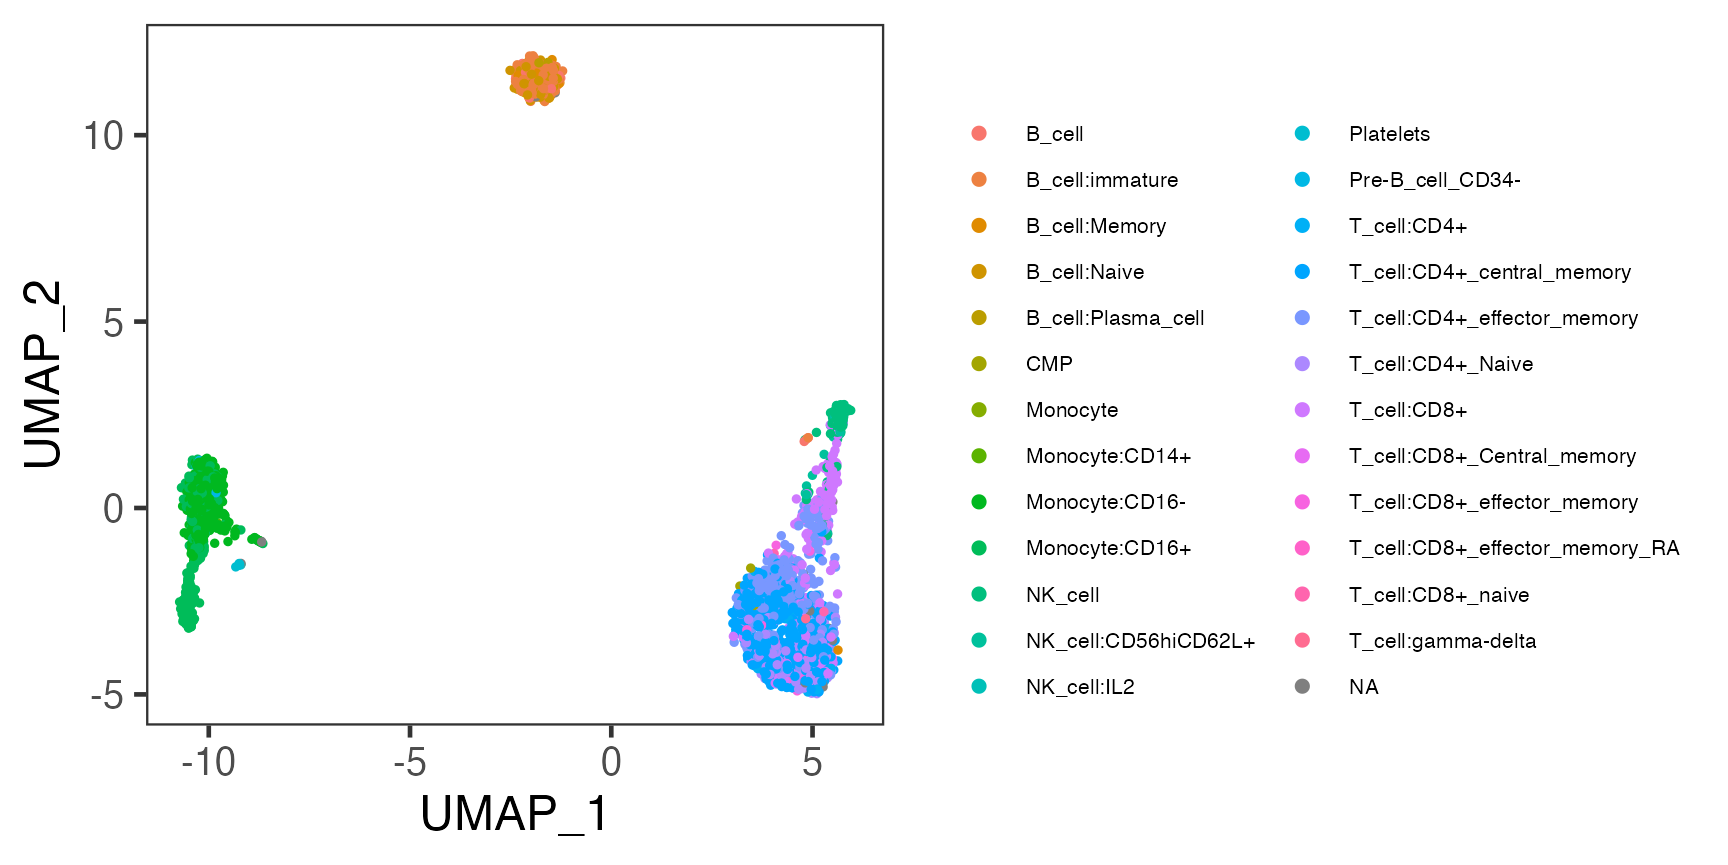 10
5
0
-5
UMAP_2
-10
-5
0
5
UMAP_1
B_cell
B_cell:immature
B_cell:Memory
B_cell:Naive
B_cell:Plasma_cell
CMP
Monocyte
Monocyte:CD14+
Monocyte:CD16-
Monocyte:CD16+
NK_cell
NK_cell:CD56hiCD62L+
NK_cell:IL2
Platelets
Pre-B_cell_CD34-
T_cell:CD4+
T_cell:CD4+_central_memory
T_cell:CD4+_effector_memory
T_cell:CD4+_Naive
T_cell:CD8+
T_cell:CD8+_Central_memory
T_cell:CD8+_effector_memory
T_cell:CD8+_effector_memory_RA
T_cell:CD8+_naive
T_cell:gamma-delta
NA